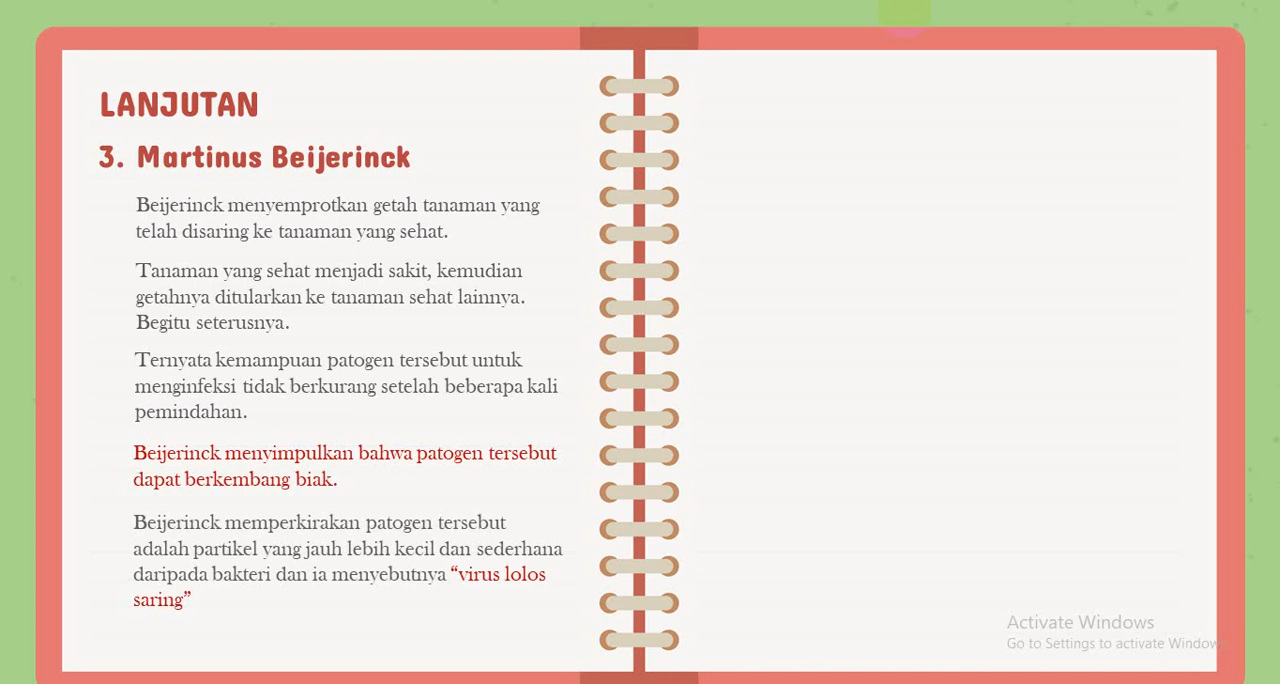 LANJUTAN
3. Martinus Beijerinck
Beijerinck menyemprotkan getah tanaman yang
telah disaring ke tanaman yang sehat.
Tanaman yang sehat menjadi sakit, kemudian
getahnya ditularkan ke tanaman sehat lainnya.
Begitu seterusnya.
Ternyata kemampuan patogen tersebut untuk
menginfeksi tidak berkurang setelah beberapa kali
pemindahan.
Beijerinck menyimpulkan bahwa patogen tersebut
dapat berkembang biak.
Beijerinck memperkirakan patogen tersebut
adalah partikel yang jauh lebih kecil dan sederhana
daripada bakteri dan ia menyebutnya “virus lolos
saring”
Activate Windows
Go to Settings to activate Windows